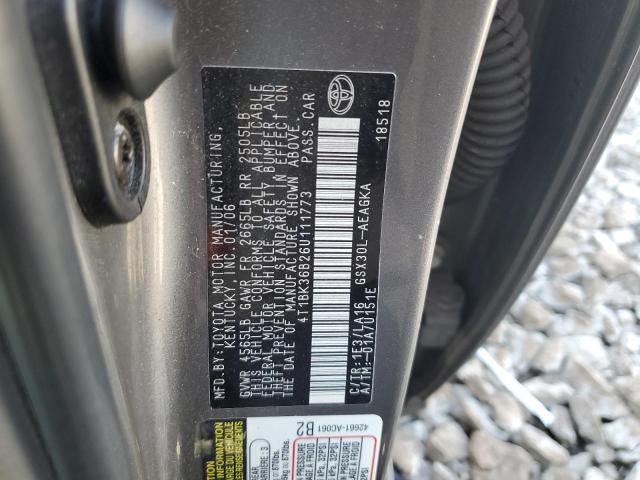 MFD.BY:TOYOTA MOTOR MANUFACTURING,
KENTUCKY, INC. 01/06
GVWR 4565LB GAWR FR 2665LB RR 2505LB
THIS VEHICLE CONFORMS TO ALL APPLICABLE
FEDERAL MOTOR VEHICLE SAFETY, BUMPER, AND
THEFT PREVENTION STANDARDS IN EFFECT ON
THE DATE OF MANUFACTURE SHOWN ABOVE.
4T1BK36B26U111773 PASS.CAR
C/TR:1E3/LA16 GSX30L-AEAGKA
A/TM:-01A/U151E 18518
42661-AC061
B2